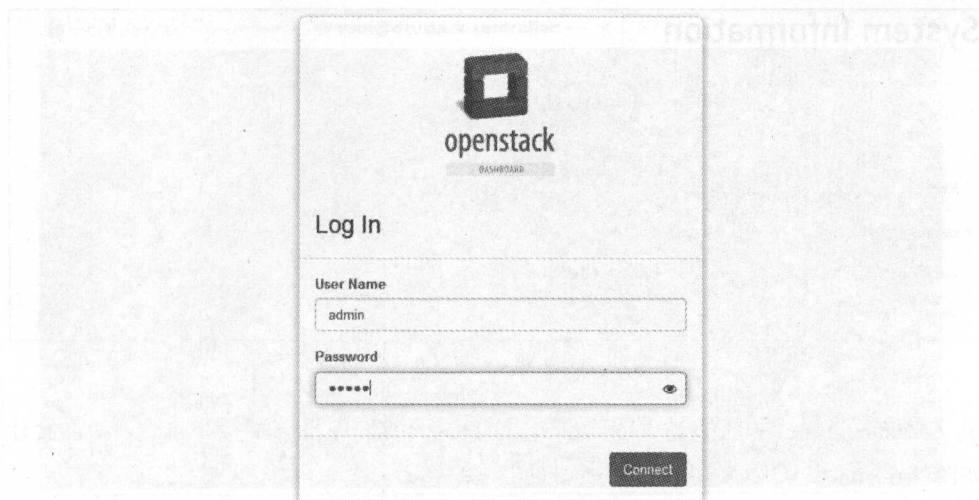 System Information
openstack
DASHBOARD
Log In
User Name
admin
Password
•••••
Connect